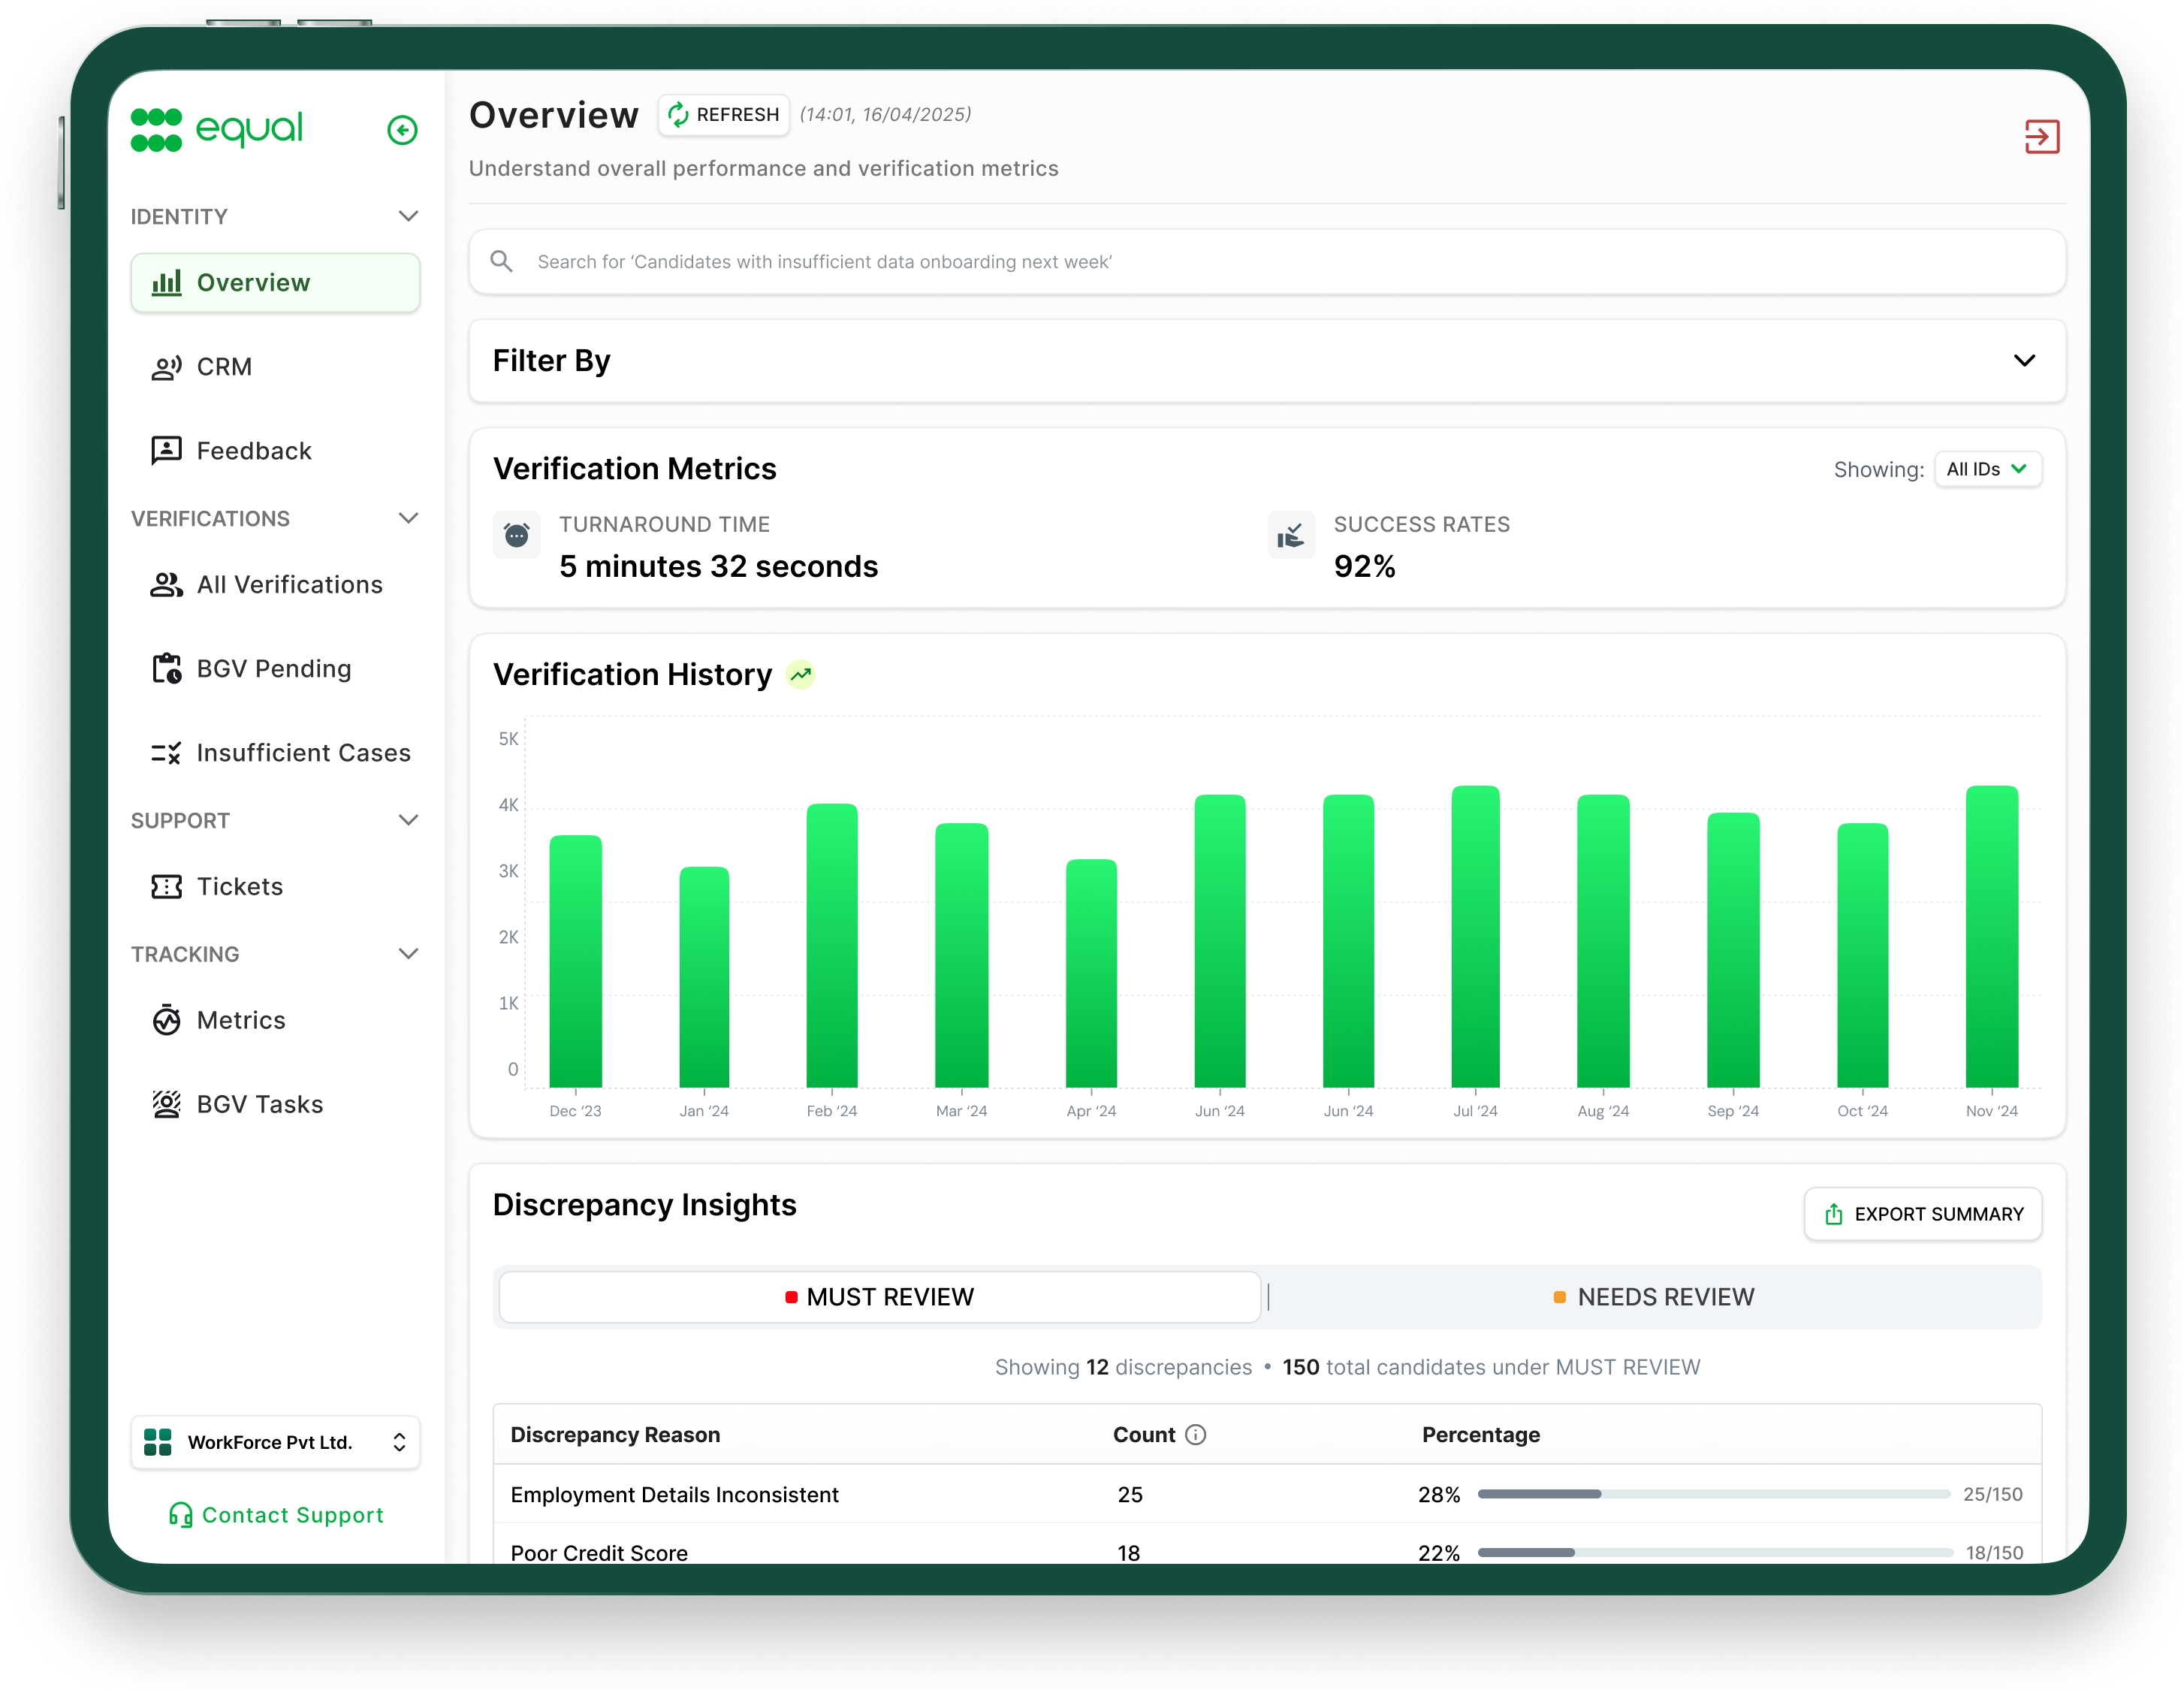 equal
IDENTITY
Overview
CRM
Feedback
VERIFICATIONS
All Verifications
BGV Pending
Insufficient Cases
SUPPORT
Tickets
TRACKING
Metrics
BGV Tasks
WorkForce Pvt Ltd.
Contact Support
Overview REFRESH (14:01, 16/04/2025)
Understand overall performance and verification metrics
Search for ‘Candidates with insufficient data onboarding next week’
Filter By
Verification Metrics Showing: All IDs
TURNAROUND TIME
5 minutes 32 seconds
SUCCESS RATES
92%
Verification History
5K
4K
3K
2K
1K
0
Dec ‘23 Jan ‘24 Feb ‘24 Mar ‘24 Apr ‘24 Jun ‘24 Jun ‘24 Jul ‘24 Aug ‘24 Sep ‘24 Oct ‘24 Nov ‘24
Discrepancy Insights EXPORT SUMMARY
MUST REVIEW NEEDS REVIEW
Showing 12 discrepancies • 150 total candidates under MUST REVIEW
Discrepancy Reason Count Percentage
Employment Details Inconsistent 25 28% 25/150
Poor Credit Score 18 22% 18/150